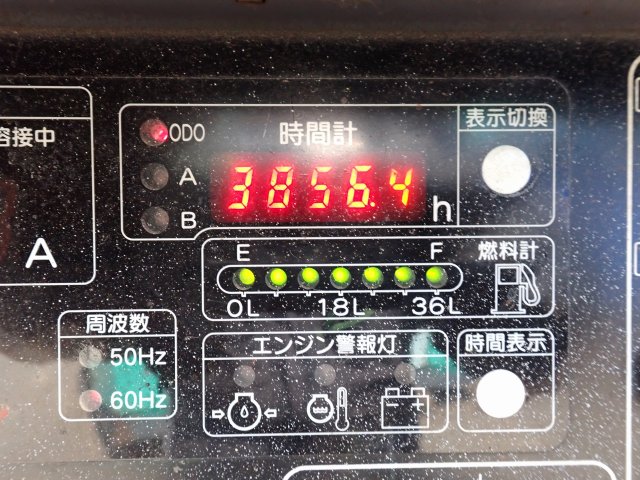 溶接中
A
ODO
時間計
表示切換
A
3856.4
B
h
E
F
燃料計
0L
18L
36L
周波数
50Hz
60Hz
エンジン警報灯
時間表示